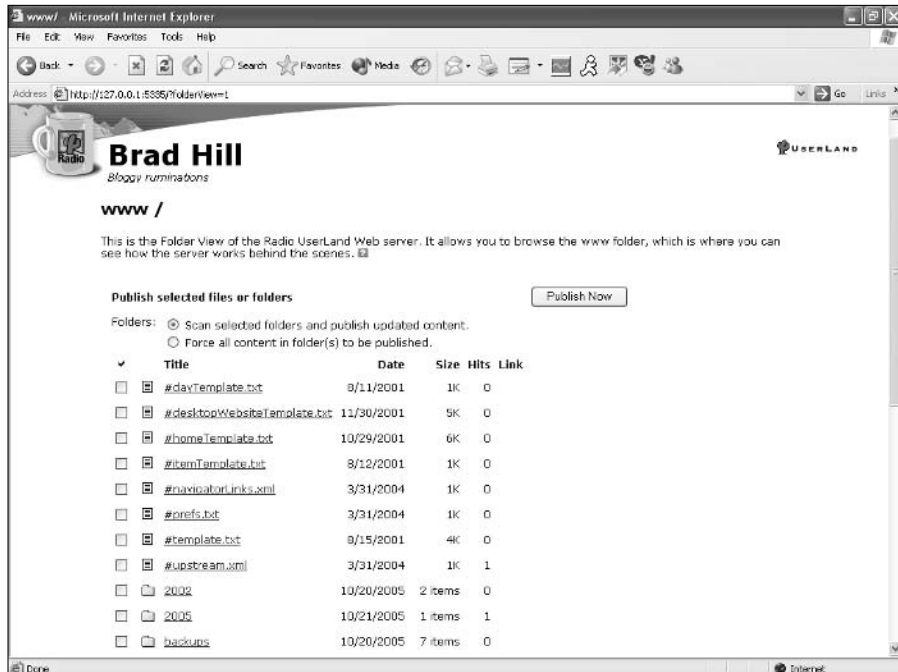 www/ - Microsoft Internet Explorer
File Edit View Favorites Tools Help
Back Search Favorites Media
Address http://127.0.0.1:5335/?folderView=1 Go Links
Radio
Brad Hill
USERLAND
Bloggy ruminations
www /
This is the Folder View of the Radio UserLand Web server. It allows you to browse the www folder, which is where you can
see how the server works behind the scenes. ?
Publish selected files or folders Publish Now
Folders: Scan selected folders and publish updated content.
Force all content in folder(s) to be published.
Title Date Size Hits Link
#dayTemplate.txt 8/11/2001 1K 0
#desktopWebsiteTemplate.txt 11/30/2001 5K 0
#homeTemplate.txt 10/29/2001 6K 0
#itemTemplate.txt 8/12/2001 1K 0
#navigatorLinks.xml 3/31/2004 1K 0
#prefs.txt 3/31/2004 1K 0
#template.txt 8/15/2001 4K 0
#upstream.xml 3/31/2004 1K 1
2002 10/20/2005 2 items 0
2005 10/21/2005 1 items 1
backups 10/20/2005 7 items 0
Done Internet